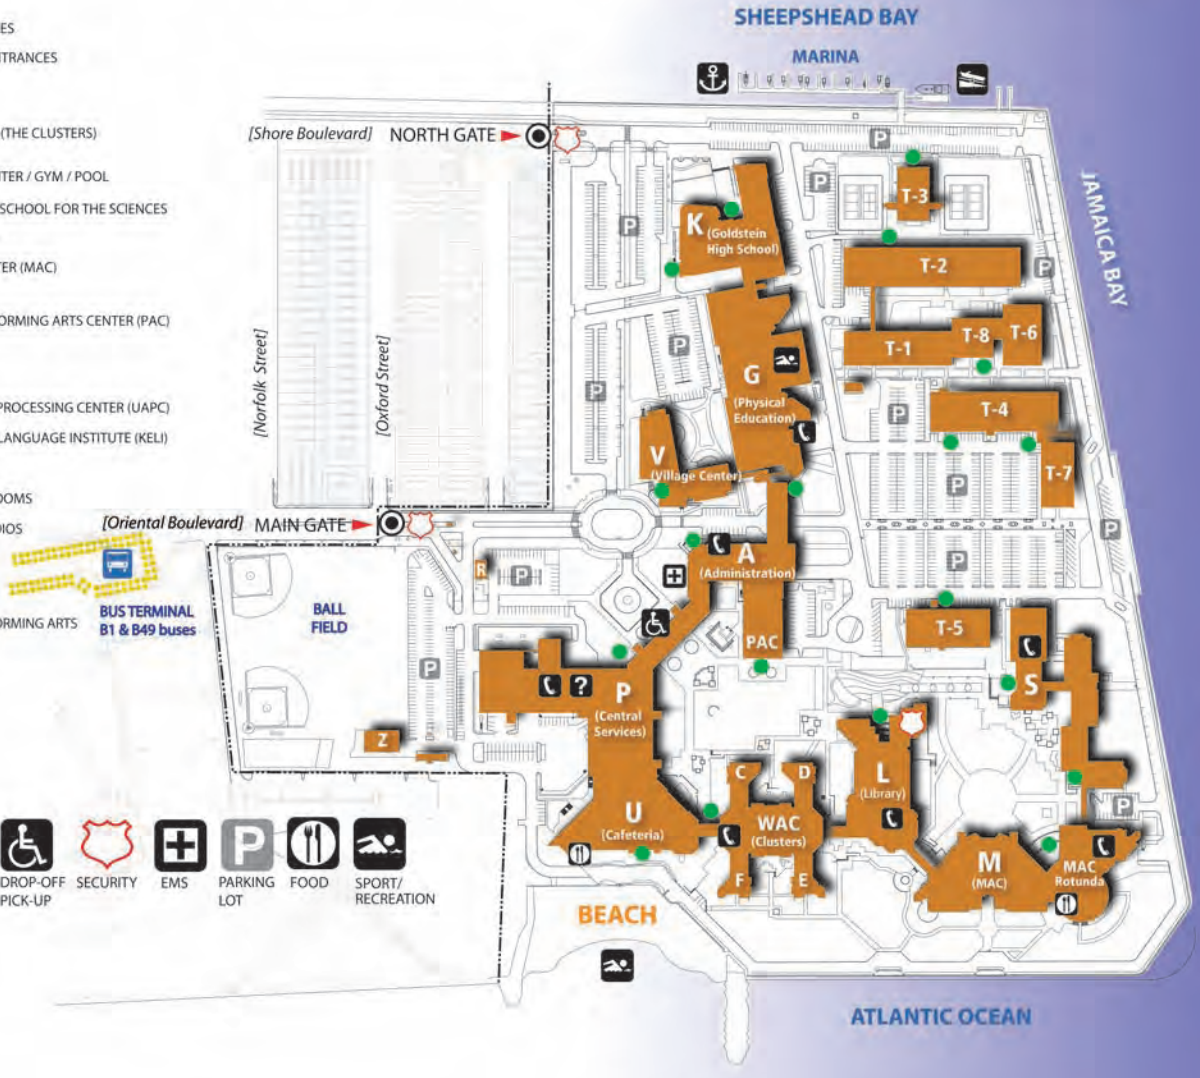 SHEEPSHEAD BAY
MARINA
ES
NTRANCES
(THE CLUSTERS)
NTER / GYM / POOL
SCHOOL FOR THE SCIENCES
TER (MAC)
ORMING ARTS CENTER (PAC)
PROCESSING CENTER (UAPC)
LANGUAGE INSTITUTE (KELI)
OOMS
DIOS
ORMING ARTS
[Shore Boulevard] NORTH GATE
P
P
T-3
JAMAICA BAY
K (Goldstein
High School)
P
T-2
P
[Norfolk Street]
[Oxford Street]
P
T-1
T-8
T-6
G
(Physical
Education)
P
P
T-4
V
(Village Center)
T-7
P
[Oriental Boulevard] MAIN GATE
P
BUS TERMINAL
B1 & B49 buses
BALL
FIELD
R
P
A
(Administration)
P
T-5
PAC
P
?
P
(Central
Services)
S
Z
L
(Library)
C
D
P
U
(Cafeteria)
WAC
(Clusters)
F
E
M
(MAC)
MAC
Rotunda
P
DROP-OFF
PICK-UP
SECURITY
EMS
PARKING
LOT
FOOD
SPORT/
RECREATION
BEACH
ATLANTIC OCEAN